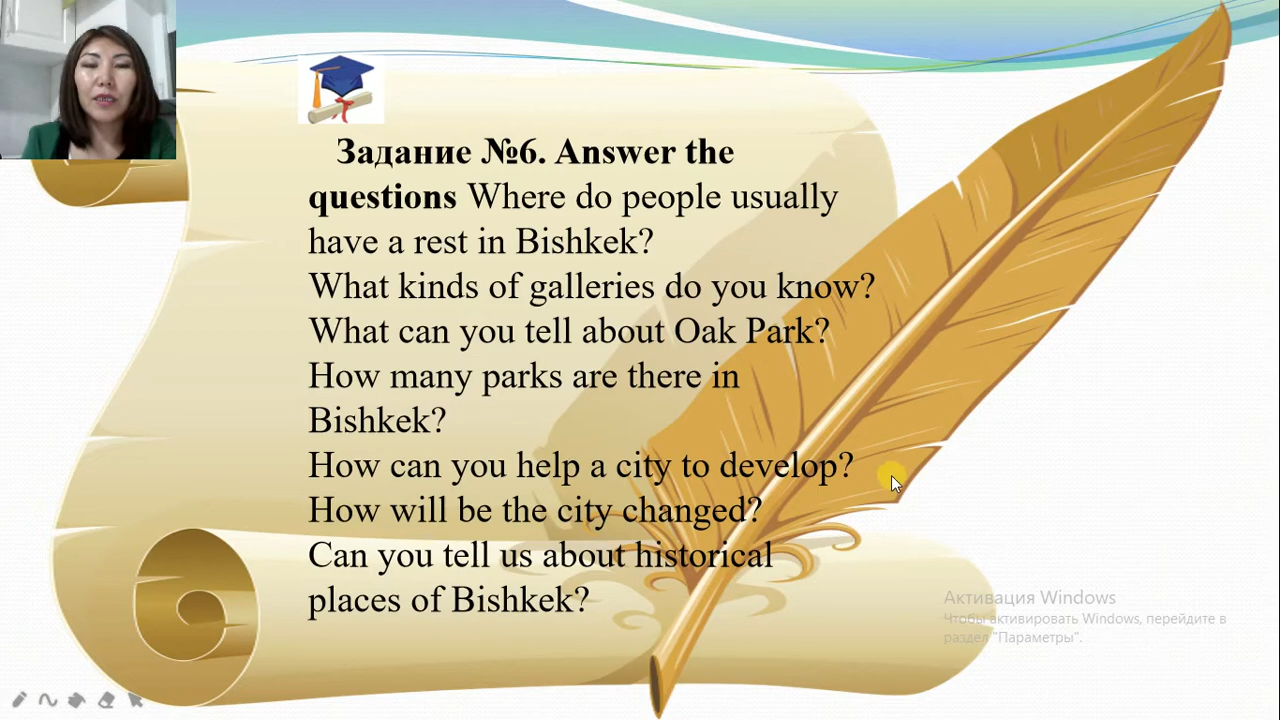 Задание №6. Answer the
questions Where do people usually
have a rest in Bishkek?
What kinds of galleries do you know?
What can you tell about Oak Park?
How many parks are there in
Bishkek?
How can you help a city to develop?
How will be the city changed?
Can you tell us about historical
places of Bishkek?
Активация Windows
Чтобы активировать Windows, перейдите в
раздел "Параметры".